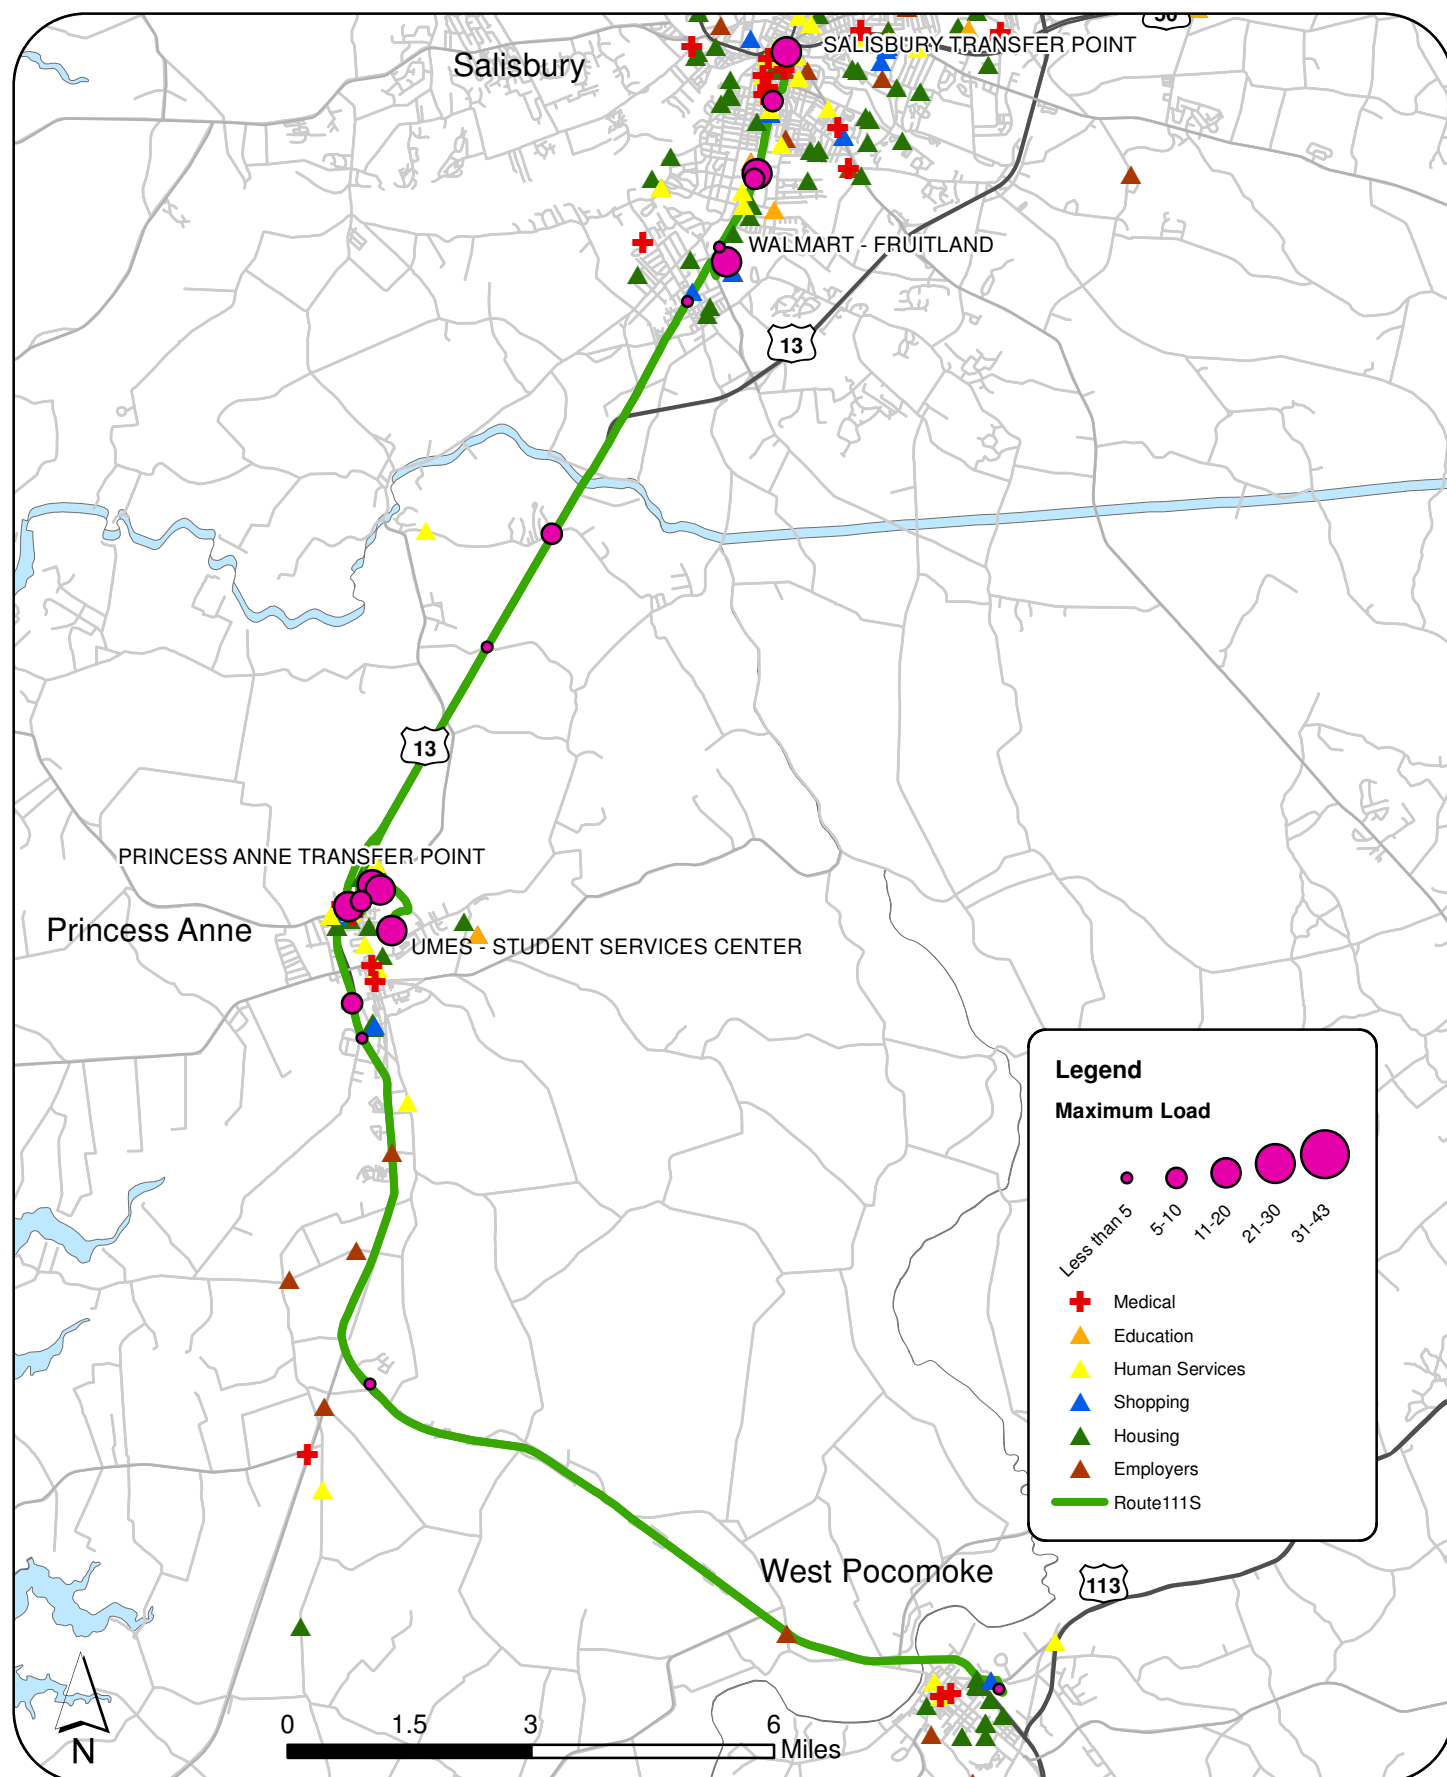 50
Salisbury
SALISBURY TRANSFER POINT
WALMART - FRUITLAND
13
13
PRINCESS ANNE TRANSFER POINT
Princess Anne
UMES - STUDENT SERVICES CENTER
Legend
Maximum Load
Less than 5
5-10
11-20
21-30
31-43
Medical
Education
Human Services
Shopping
Housing
Employers
Route111S
West Pocomoke
113
0 1.5 3 6
Miles
N